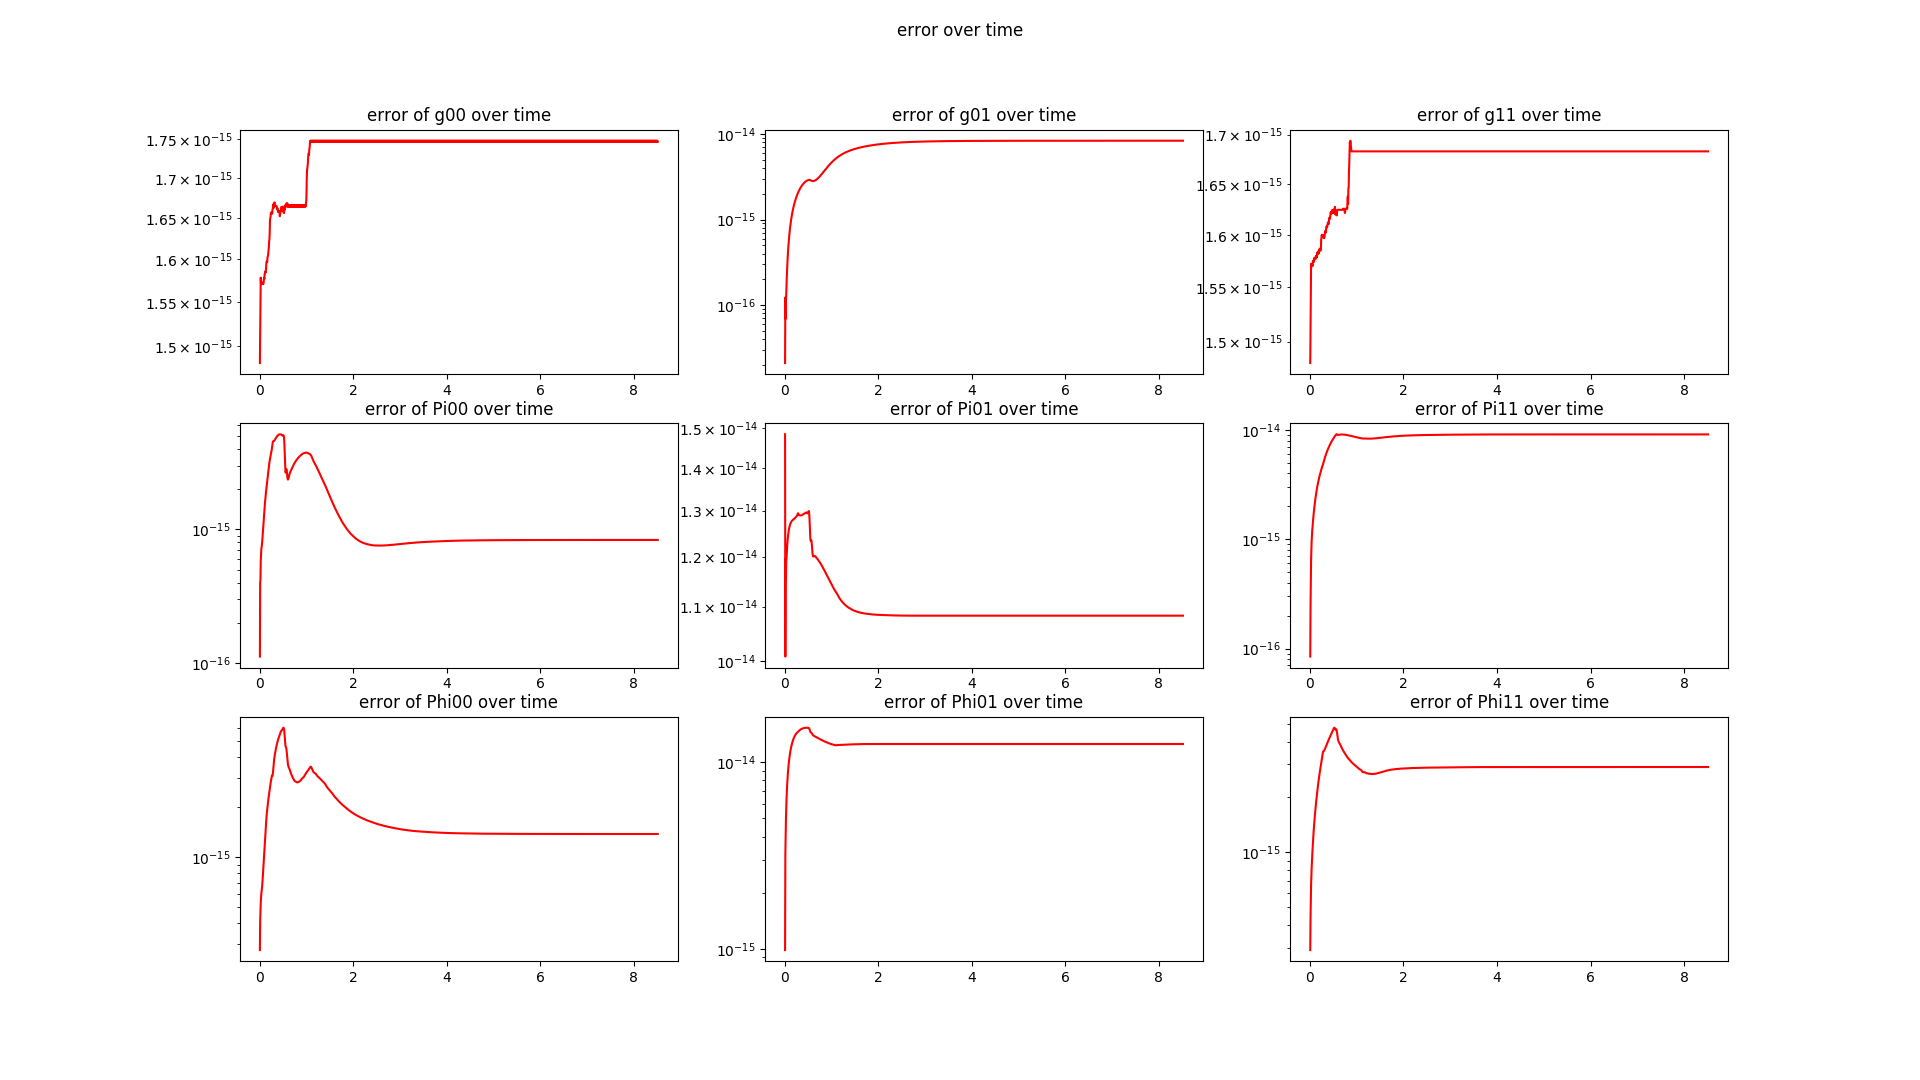 error over time
error of g00 over time
error of g01 over time
error of g11 over time
1.75 × 10⁻¹⁵
1.7 × 10⁻¹⁵
1.65 × 10⁻¹⁵
1.6 × 10⁻¹⁵
1.55 × 10⁻¹⁵
1.5 × 10⁻¹⁵
0 2 4 6 8
10⁻¹⁴
10⁻¹⁵
10⁻¹⁶
0 2 4 6 8
1.7 × 10⁻¹⁵
1.65 × 10⁻¹⁵
1.6 × 10⁻¹⁵
1.55 × 10⁻¹⁵
1.5 × 10⁻¹⁵
0 2 4 6 8
error of Pi00 over time
error of Pi01 over time
error of Pi11 over time
10⁻¹⁵
10⁻¹⁶
0 2 4 6 8
1.5 × 10⁻¹⁴
1.4 × 10⁻¹⁴
1.3 × 10⁻¹⁴
1.2 × 10⁻¹⁴
1.1 × 10⁻¹⁴
10⁻¹⁴
0 2 4 6 8
10⁻¹⁴
10⁻¹⁵
10⁻¹⁶
0 2 4 6 8
error of Phi00 over time
error of Phi01 over time
error of Phi11 over time
10⁻¹⁵
0 2 4 6 8
10⁻¹⁴
10⁻¹⁵
0 2 4 6 8
10⁻¹⁵
0 2 4 6 8